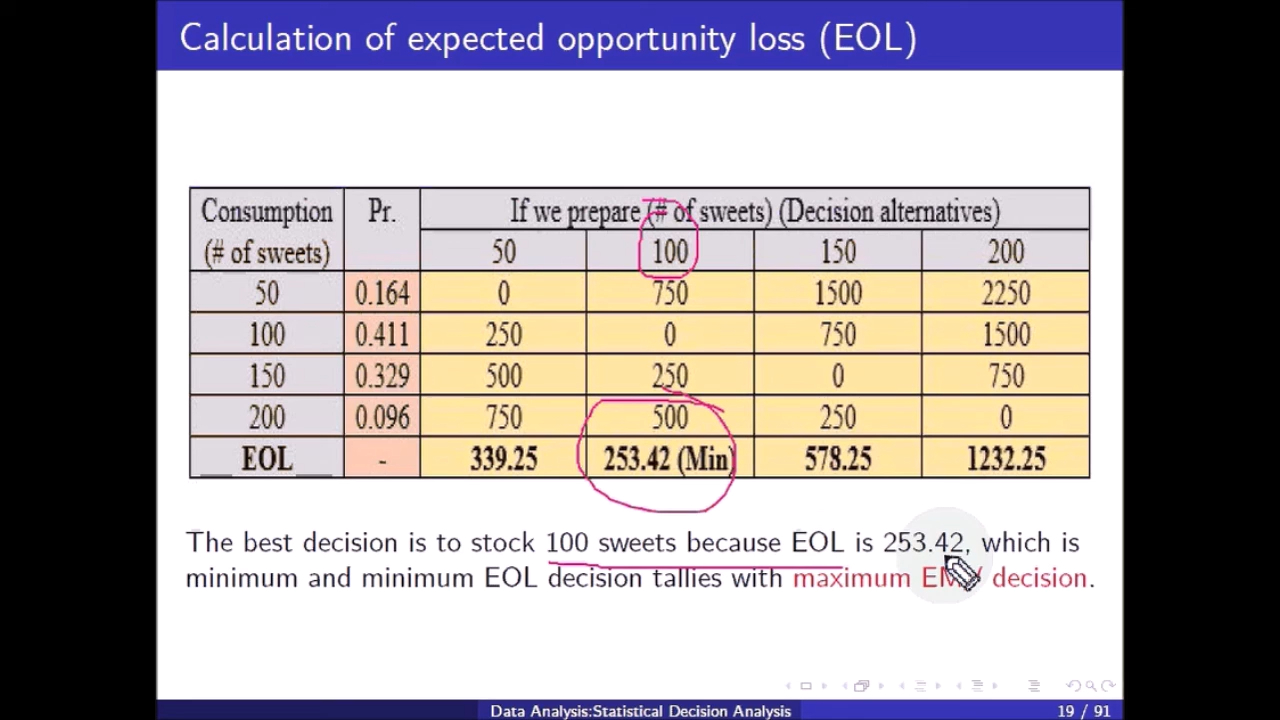 Calculation of expected opportunity loss (EOL)
Consumption Pr. If we prepare (# of sweets) (Decision alternatives)
(# of sweets) 50 100 150 200
50 0.164 0 750 1500 2250
100 0.411 250 0 750 1500
150 0.329 500 250 0 750
200 0.096 750 500 250 0
EOL - 339.25 253.42 (Min) 578.25 1232.25
The best decision is to stock 100 sweets because EOL is 253.42, which is
minimum and minimum EOL decision tallies with maximum decision.
Data Analysis:Statistical Decision Analysis 19 / 91